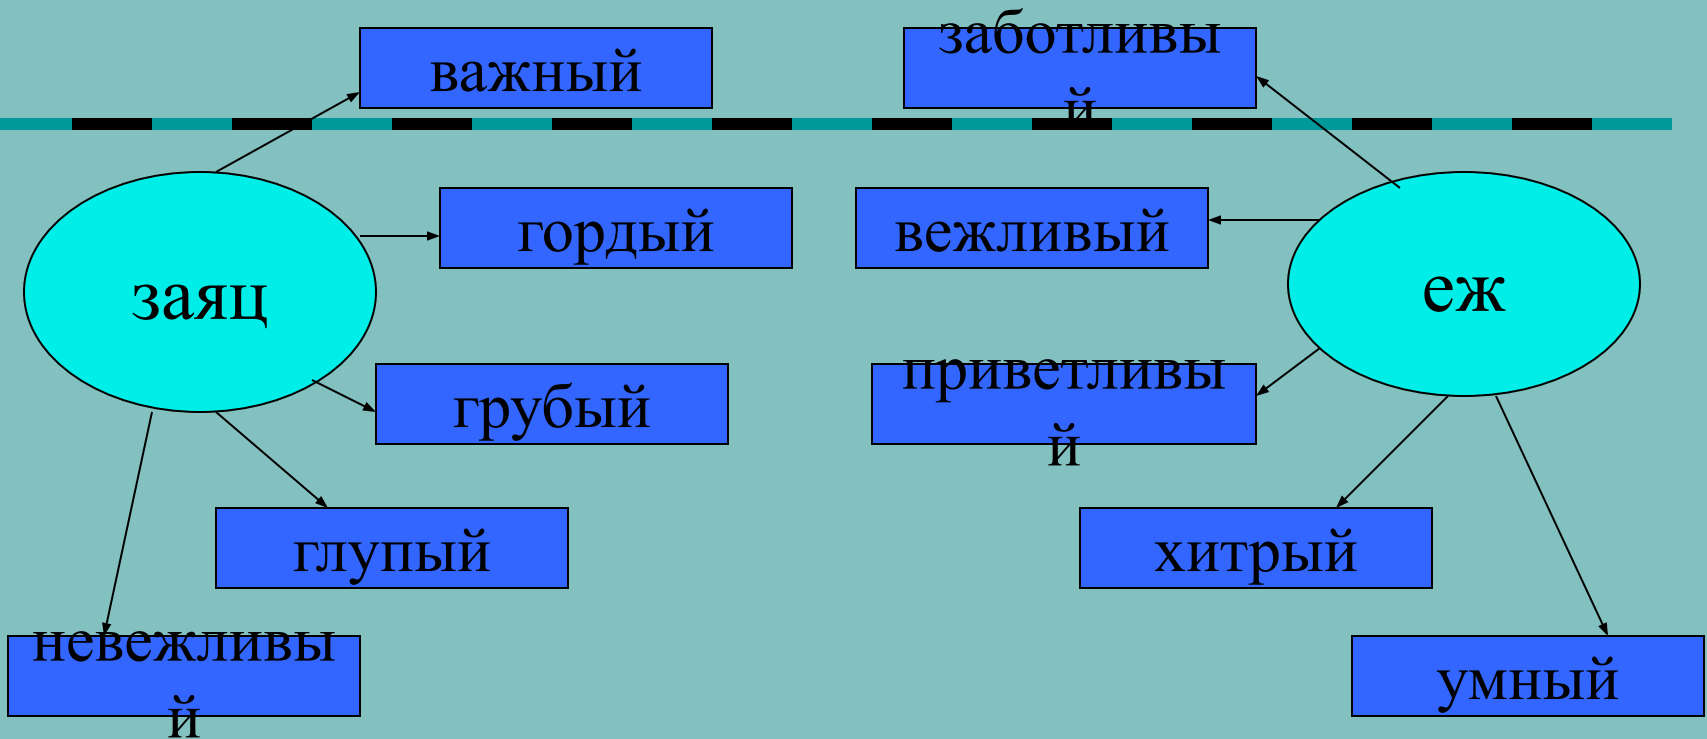 важный
заботливы
й
гордый
вежливый
заяц
еж
грубый
приветливы
й
глупый
хитрый
невежливы
й
умный